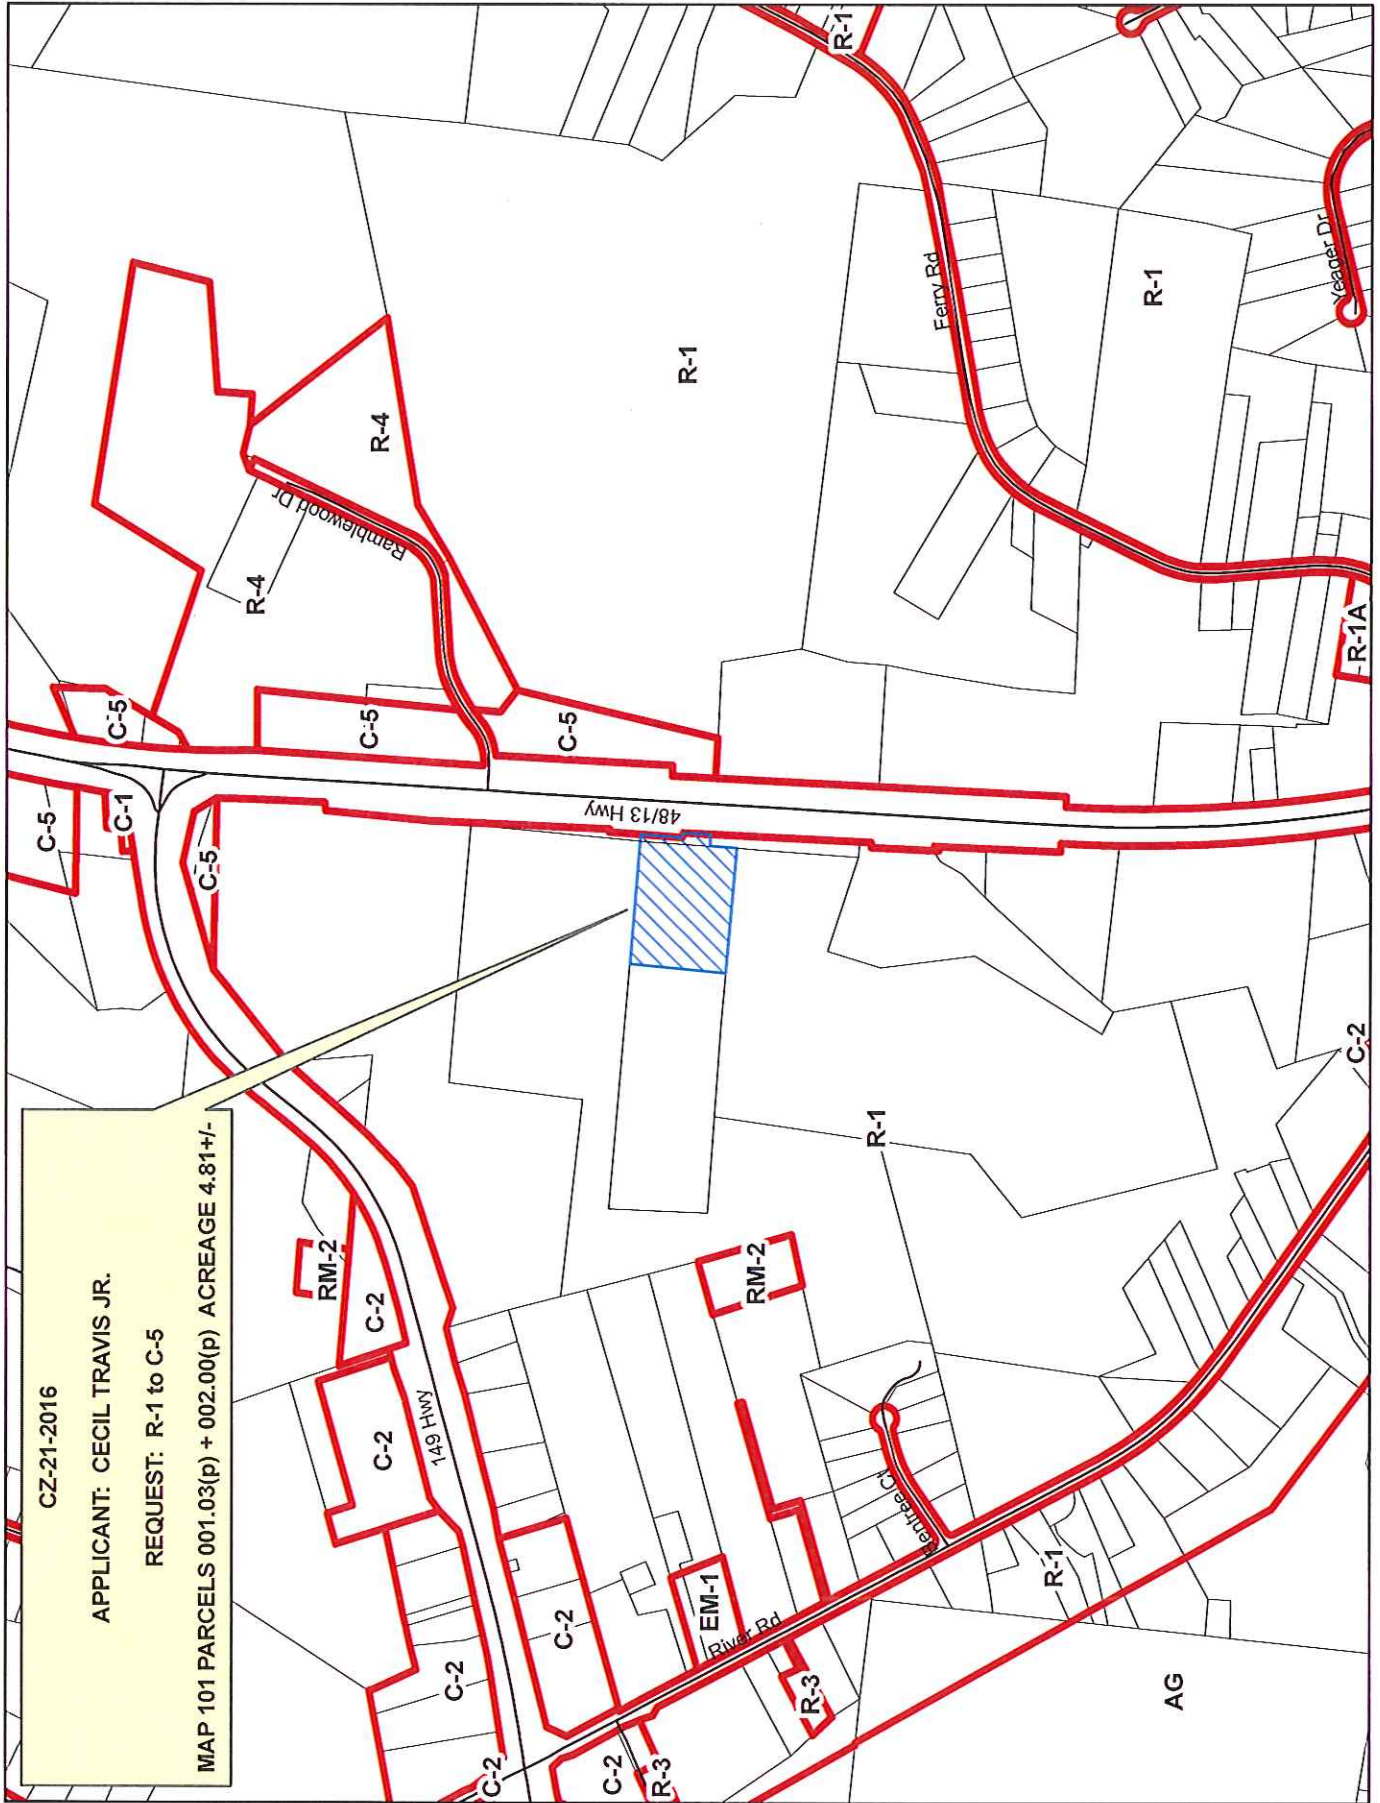 CZ-21-2016
APPLICANT: CECIL TRAVIS JR.
REQUEST: R-1 to C-5
MAP 101 PARCELS 001.03(p) + 002.00(p) ACREAGE 4.81+/-
C-2
C-2
C-2
C-2
RM-2
149 Hwy
C-2
C-2
R-3
EM-1
River Rd
R-3
RM-2
Bentree Ct
R-1
R-1
AG
C-2
C-5
C-1
C-5
C-5
C-5
C-5
48/13 Hwy
R-4
R-4
Ramblewood Dr
R-1
R-1
Ferry Rd
R-1
Yeager Dr
R-1A